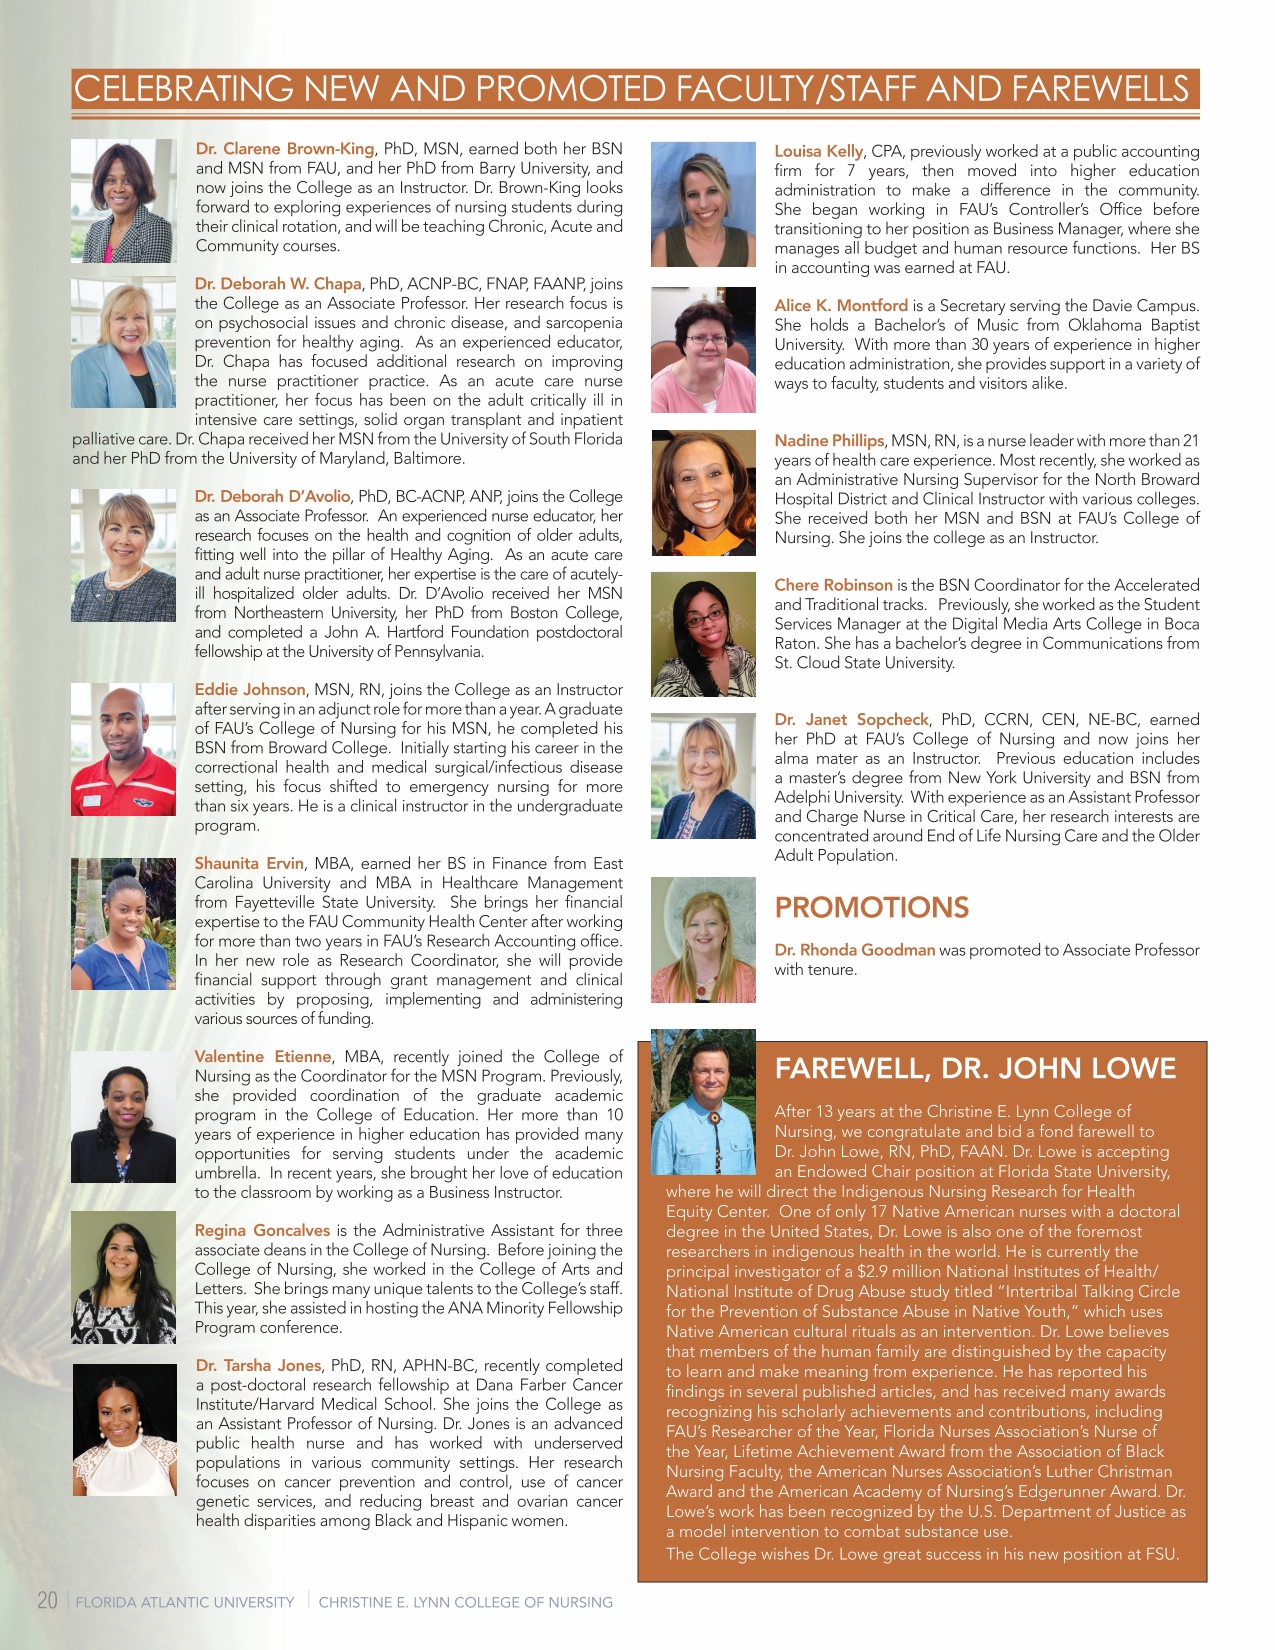 CELEBRATING NEW AND PROMOTED FACULTY/STAFF AND FAREWELLS
Dr. Clarene Brown-King, PhD, MSN, earned both her BSN
and MSN from FAU, and her PhD from Barry University, and
now joins the College as an Instructor. Dr. Brown-King looks
forward to exploring experiences of nursing students during
their clinical rotation, and will be teaching Chronic, Acute and
Community courses.
Dr. Deborah W. Chapa, PhD, ACNP-BC, FNAP, FAANP, joins
the College as an Associate Professor. Her research focus is
on psychosocial issues and chronic disease, and sarcopenia
prevention for healthy aging. As an experienced educator,
Dr. Chapa has focused additional research on improving
the nurse practitioner practice. As an acute care nurse
practitioner, her focus has been on the adult critically ill in
intensive care settings, solid organ transplant and inpatient
palliative care. Dr. Chapa received her MSN from the University of South Florida
and her PhD from the University of Maryland, Baltimore.
Dr. Deborah D'Avolio, PhD, BC-ACNP, ANP, joins the College
as an Associate Professor. An experienced nurse educator, her
research focuses on the health and cognition of older adults,
fitting well into the pillar of Healthy Aging. As an acute care
and adult nurse practitioner, her expertise is the care of acutely-
ill hospitalized older adults. Dr. D'Avolio received her MSN
from Northeastern University, her PhD from Boston College,
and completed a John A. Hartford Foundation postdoctoral
fellowship at the University of Pennsylvania.
Eddie Johnson, MSN, RN, joins the College as an Instructor
after serving in an adjunct role for more than a year. A graduate
of FAU's College of Nursing for his MSN, he completed his
BSN from Broward College. Initially starting his career in the
correctional health and medical surgical/infectious disease
setting, his focus shifted to emergency nursing for more
than six years. He is a clinical instructor in the undergraduate
program.
Shaunita Ervin, MBA, earned her BS in Finance from East
Carolina University and MBA in Healthcare Management
from Fayetteville State University. She brings her financial
expertise to the FAU Community Health Center after working
for more than two years in FAU's Research Accounting office.
In her new role as Research Coordinator, she will provide
financial support through grant management and clinical
activities by proposing, implementing and administering
various sources of funding.
Valentine Etienne, MBA, recently joined the College of
Nursing as the Coordinator for the MSN Program. Previously,
she provided coordination of the graduate academic
program in the College of Education. Her more than 10
years of experience in higher education has provided many
opportunities for serving students under the academic
umbrella. In recent years, she brought her love of education
to the classroom by working as a Business Instructor.
Regina Goncalves is the Administrative Assistant for three
associate deans in the College of Nursing. Before joining the
College of Nursing, she worked in the College of Arts and
Letters. She brings many unique talents to the College's staff.
This year, she assisted in hosting the ANA Minority Fellowship
Program conference.
Dr. Tarsha Jones, PhD, RN, APHN-BC, recently completed
a post-doctoral research fellowship at Dana Farber Cancer
Institute/Harvard Medical School. She joins the College as
an Assistant Professor of Nursing. Dr. Jones is an advanced
public health nurse and has worked with underserved
populations in various community settings. Her research
focuses on cancer prevention and control, use of cancer
genetic services, and reducing breast and ovarian cancer
health disparities among Black and Hispanic women.
Louisa Kelly, CPA, previously worked at a public accounting
firm for 7 years, then moved into higher education
administration to make a difference in the community.
She began working in FAU's Controller's Office before
transitioning to her position as Business Manager, where she
manages all budget and human resource functions. Her BS
in accounting was earned at FAU.
Alice K. Montford is a Secretary serving the Davie Campus.
She holds a Bachelor's of Music from Oklahoma Baptist
University. With more than 30 years of experience in higher
education administration, she provides support in a variety of
ways to faculty, students and visitors alike.
Nadine Phillips, MSN, RN, is a nurse leader with more than 21
years of health care experience. Most recently, she worked as
an Administrative Nursing Supervisor for the North Broward
Hospital District and Clinical Instructor with various colleges.
She received both her MSN and BSN at FAU's College of
Nursing. She joins the college as an Instructor.
Chere Robinson is the BSN Coordinator for the Accelerated
and Traditional tracks. Previously, she worked as the Student
Services Manager at the Digital Media Arts College in Boca
Raton. She has a bachelor's degree in Communications from
St. Cloud State University.
Dr. Janet Sopcheck, PhD, CCRN, CEN, NE-BC, earned
her PhD at FAU's College of Nursing and now joins her
alma mater as an Instructor. Previous education includes
a master's degree from New York University and BSN from
Adelphi University. With experience as an Assistant Professor
and Charge Nurse in Critical Care, her research interests are
concentrated around End of Life Nursing Care and the Older
Adult Population.
PROMOTIONS
Dr. Rhonda Goodman was promoted to Associate Professor
with tenure.
FAREWELL, DR. JOHN LOWE
After 13 years at the Christine E. Lynn College of
Nursing, we congratulate and bid a fond farewell to
Dr. John Lowe, RN, PhD, FAAN. Dr. Lowe is accepting
an Endowed Chair position at Florida State University,
where he will direct the Indigenous Nursing Research for Health
Equity Center. One of only 17 Native American nurses with a doctoral
degree in the United States, Dr. Lowe is also one of the foremost
researchers in indigenous health in the world. He is currently the
principal investigator of a $2.9 million National Institutes of Health/
National Institute of Drug Abuse study titled “Intertribal Talking Circle
for the Prevention of Substance Abuse in Native Youth,” which uses
Native American cultural rituals as an intervention. Dr. Lowe believes
that members of the human family are distinguished by the capacity
to learn and make meaning from experience. He has reported his
findings in several published articles, and has received many awards
recognizing his scholarly achievements and contributions, including
FAU's Researcher of the Year, Florida Nurses Association's Nurse of
the Year, Lifetime Achievement Award from the Association of Black
Nursing Faculty, the American Nurses Association's Luther Christman
Award and the American Academy of Nursing's Edgerunner Award. Dr.
Lowe's work has been recognized by the U.S. Department of Justice as
a model intervention to combat substance use.
The College wishes Dr. Lowe great success in his new position at FSU.
20 | FLORIDA ATLANTIC UNIVERSITY | CHRISTINE E. LYNN COLLEGE OF NURSING